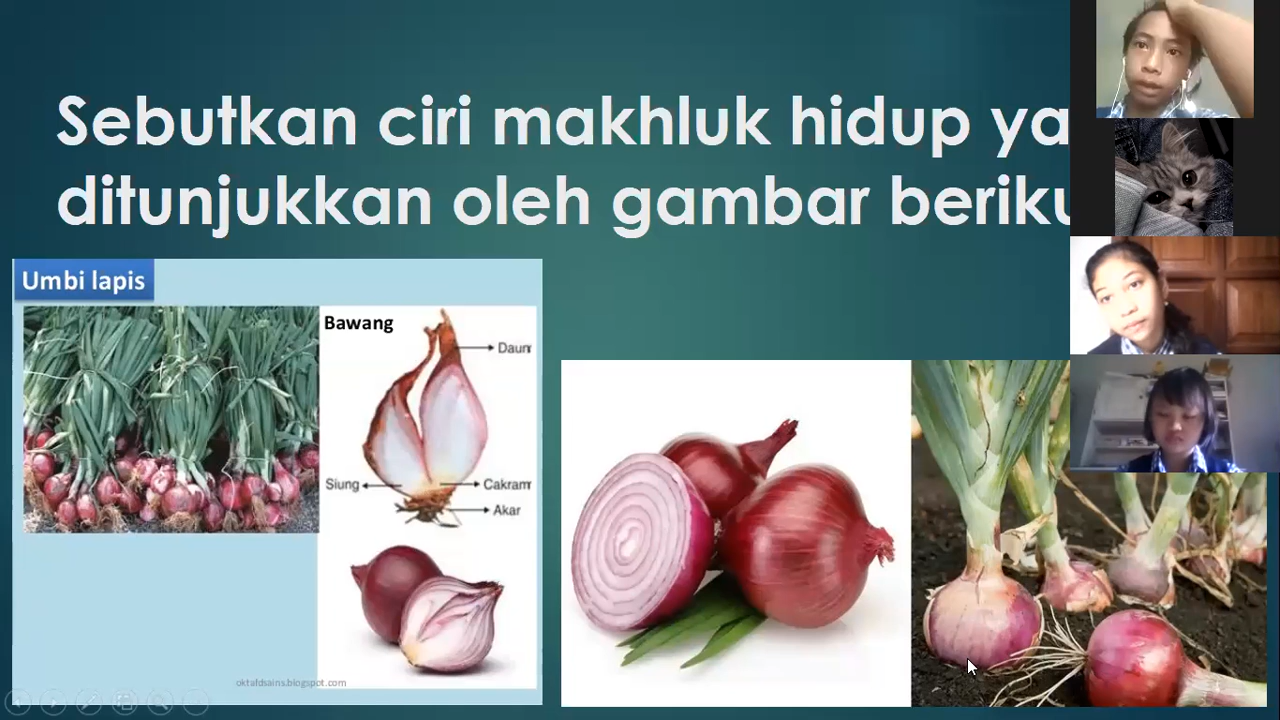 Sebutkan ciri makhluk hidup ya
ditunjukkan oleh gambar beriku
Umbi lapis
Bawang
Daun
Siung
Cakram
Akar
oktafdsains.blogspot.com